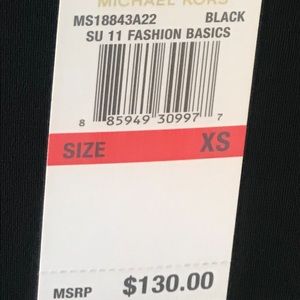 MICHAEL KORS
MS18843A22 BLACK
SU 11 FASHION BASICS
8 85949 30997 7
SIZE XS
MSRP $130.00